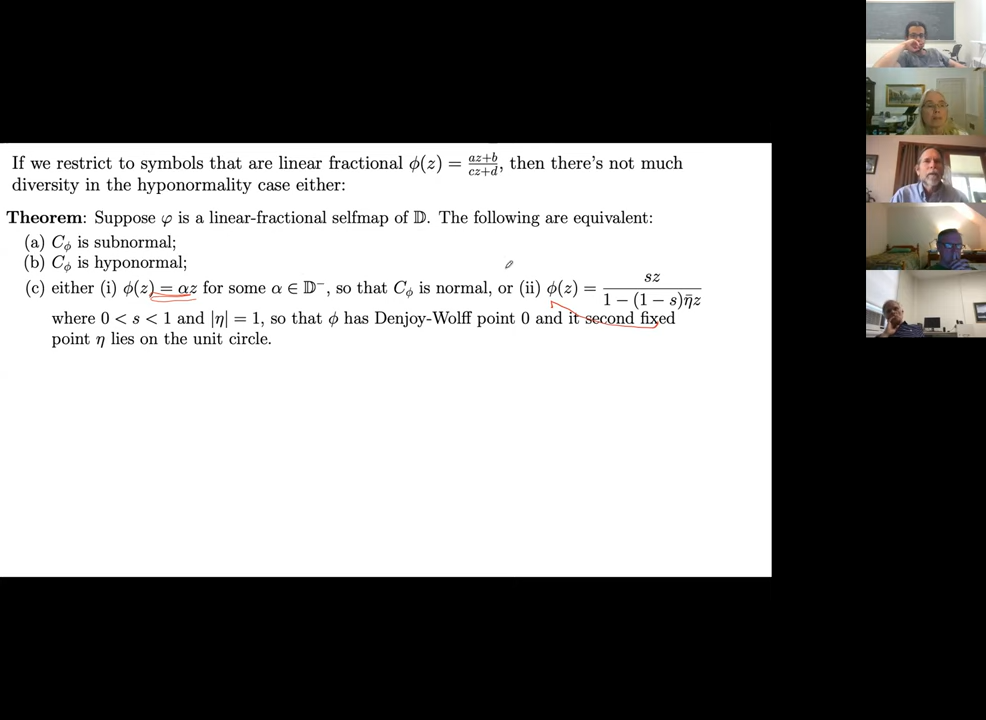 If we restrict to symbols that are linear fractional ϕ(z) = \frac{az+b}{cz+d}, then there's not much
diversity in the hyponormality case either:
Theorem: Suppose φ is a linear-fractional selfmap of 𝔻. The following are equivalent:
(a) C_ϕ is subnormal;
(b) C_ϕ is hyponormal;
(c) either (i) ϕ(z) = αz for some α ∈ 𝔻⁻, so that C_ϕ is normal, or (ii) ϕ(z) = \frac{sz}{1 − (1 − s)η̄z}
where 0 < s < 1 and |η| = 1, so that ϕ has Denjoy-Wolff point 0 and it second fixed
point η lies on the unit circle.